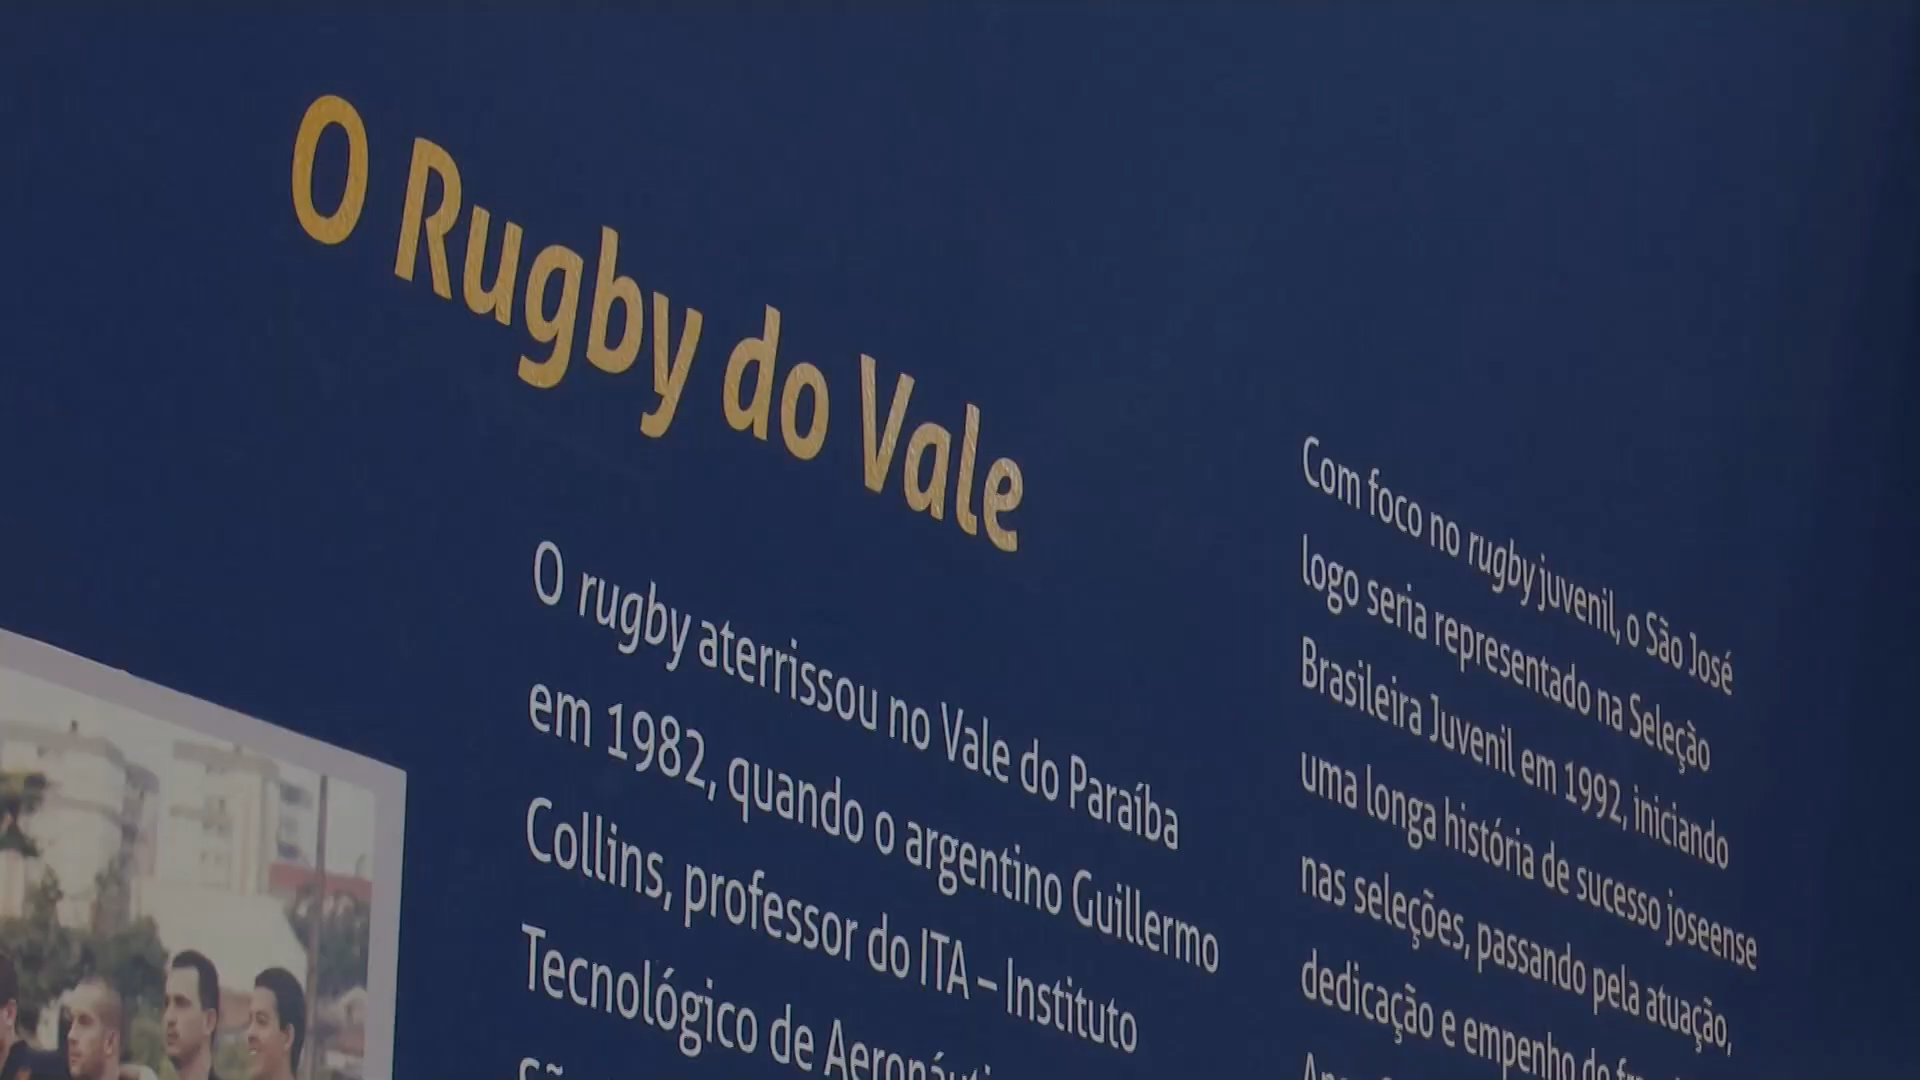 O Rugby do Vale
O rugby aterrissou no Vale do Paraíba
em 1982, quando o argentino Guillermo
Collins, professor do ITA – Instituto
Tecnológico de
Com foco no rugby juvenil, o São José
logo seria representado na Seleção
Brasileira Juvenil em 1992, iniciando
uma longa história de sucesso joseense
nas seleções, passando pela atuação,
dedicação e empenho de